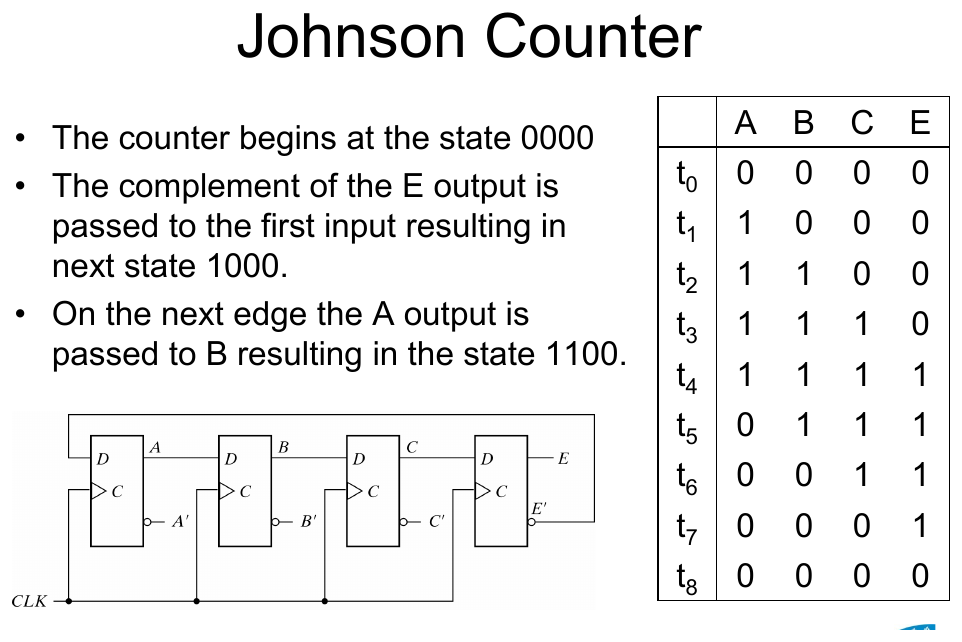 Johnson Counter
• The counter begins at the state 0000
• The complement of the E output is
passed to the first input resulting in
next state 1000.
• On the next edge the A output is
passed to B resulting in the state 1100.
A B C E
t0 0 0 0 0
t1 1 0 0 0
t2 1 1 0 0
t3 1 1 1 0
t4 1 1 1 1
t5 0 1 1 1
t6 0 0 1 1
t7 0 0 0 1
t8 0 0 0 0
A B C
D D D D E
C C C C
A' B' C' E'
CLK